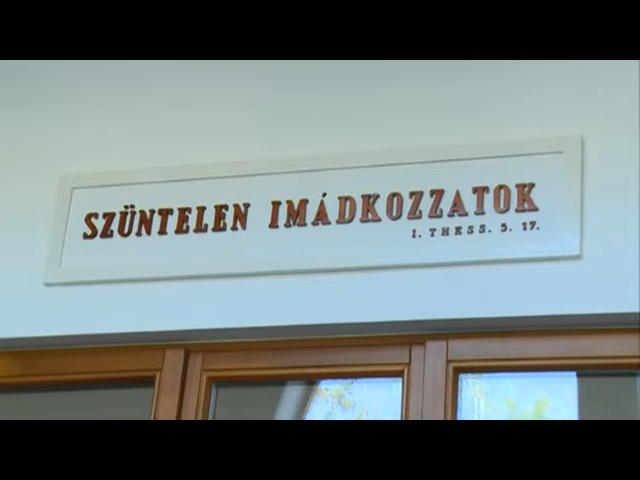 SZÜNTELEN IMÁDKOZZATOK
I. THESS. 5. 17.